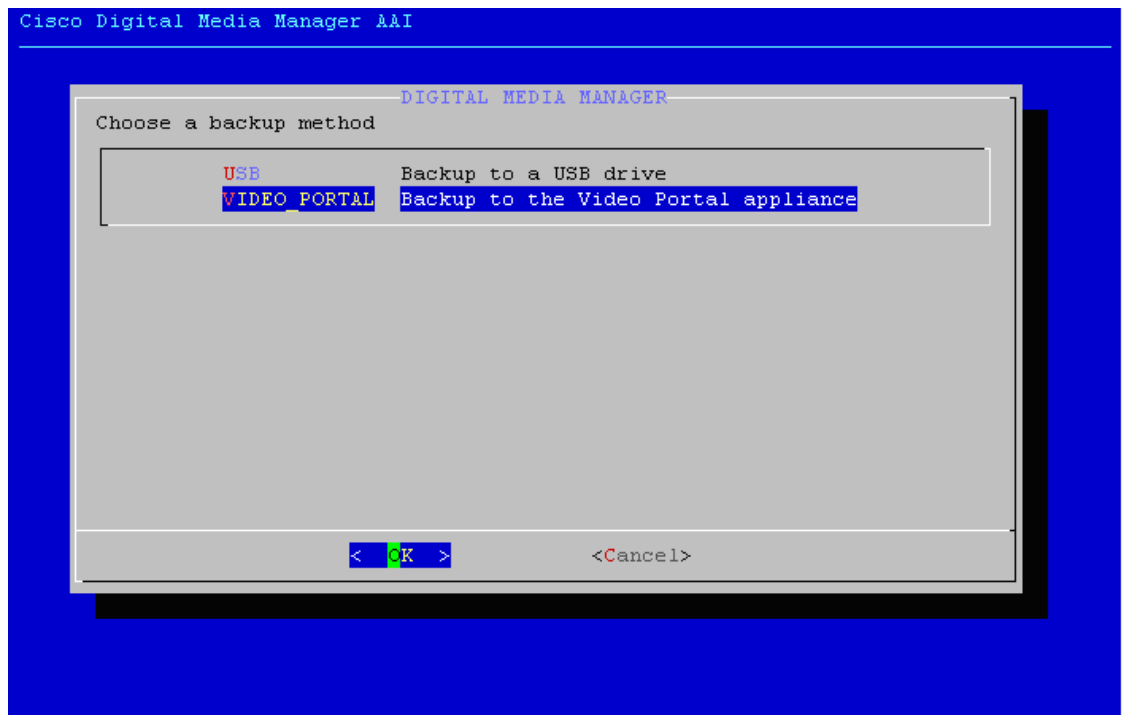 Cisco Digital Media Manager AAI
DIGITAL MEDIA MANAGER
Choose a backup method
USB Backup to a USB drive
VIDEO_PORTAL Backup to the Video Portal appliance
< OK > <Cancel>